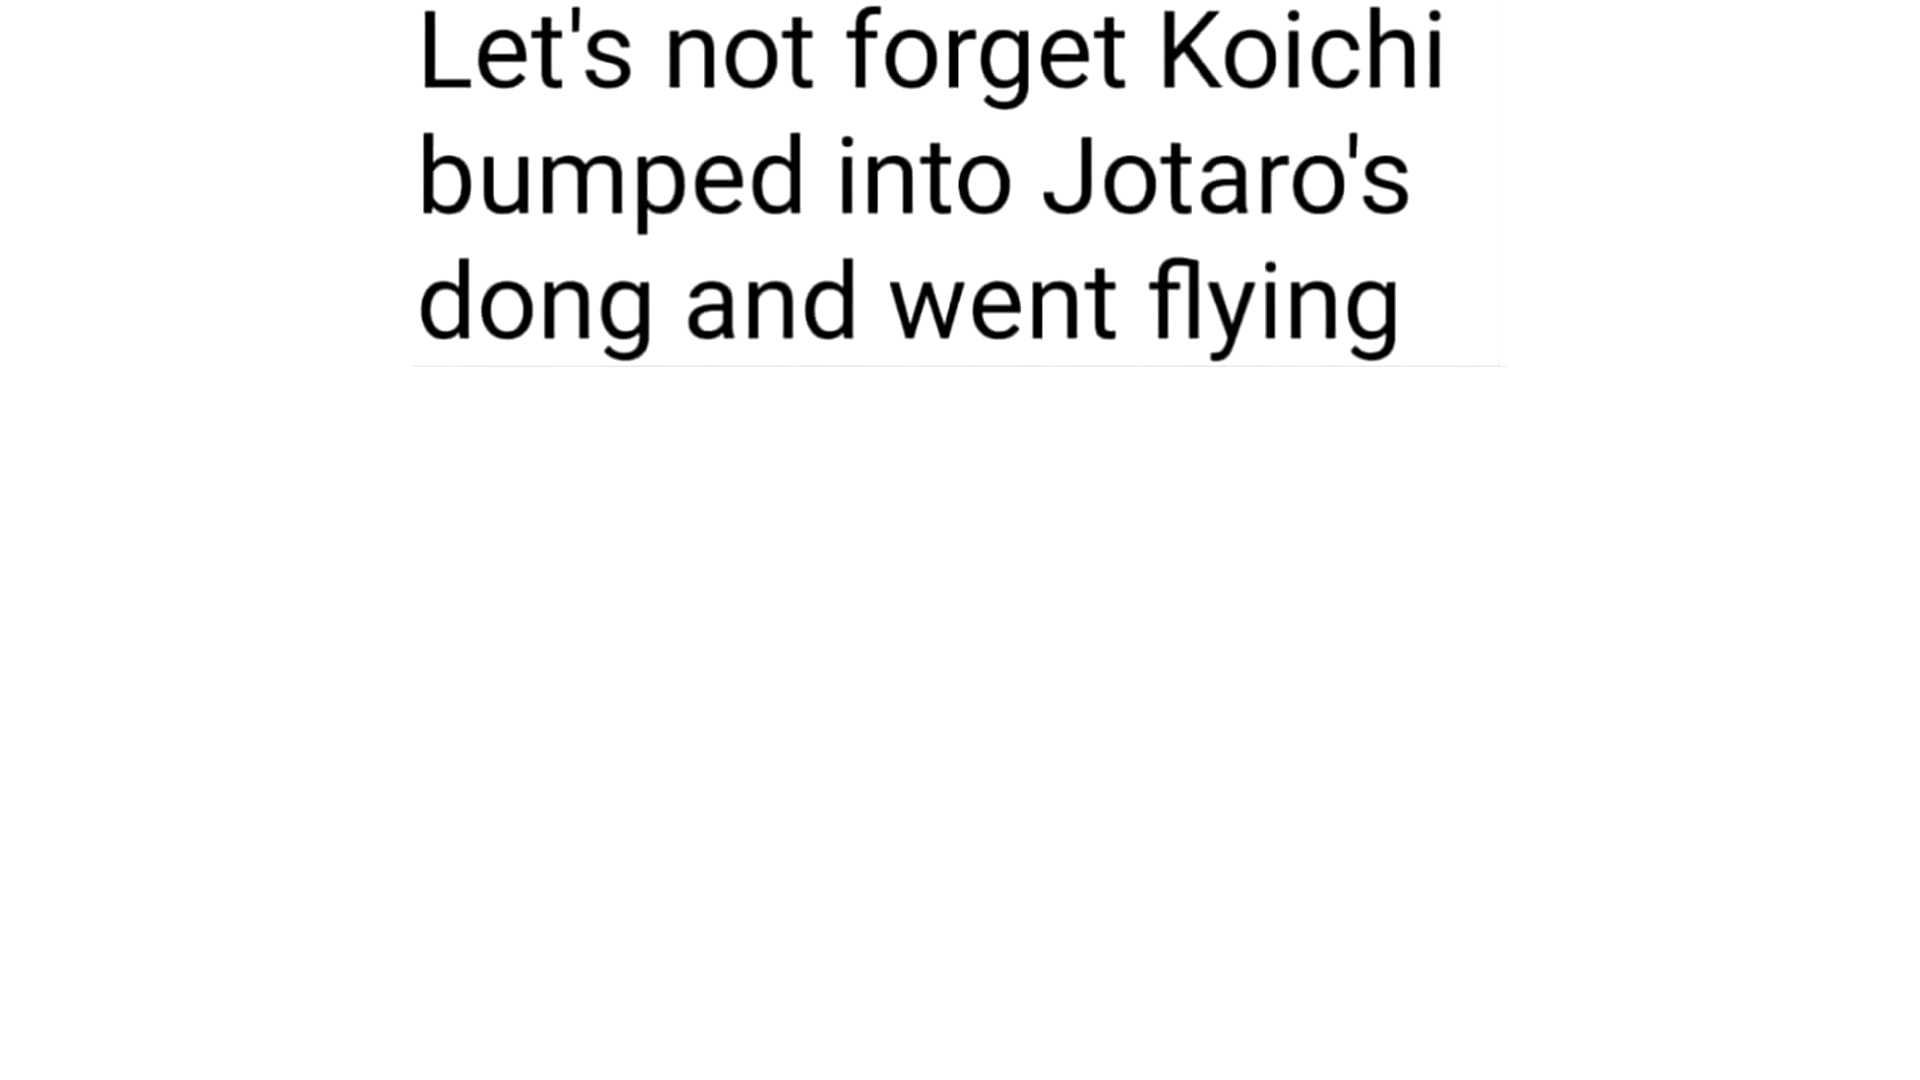 Let's not forget Koichi
bumped into Jotaro's
dong and went flying